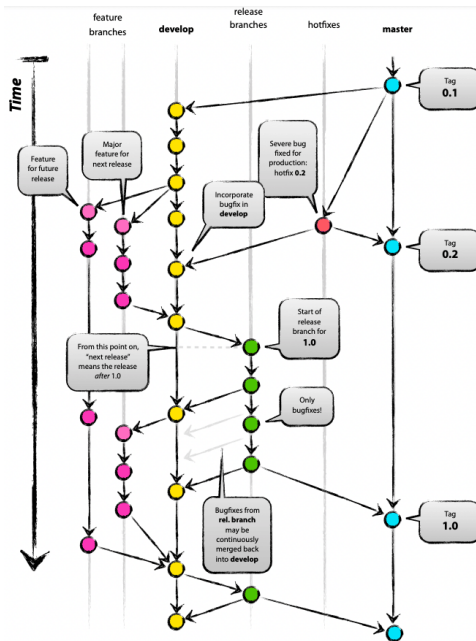 feature
branches
develop
release
branches
hotfixes
master
Time
Tag
0.1
Major
feature for
next release
Feature
for future
release
Severe bug
fixed for
production:
hotfix 0.2
Incorporate
bugfix in
develop
Tag
0.2
Start of
release
branch for
1.0
From this point on,
“next release”
means the release
after 1.0
Only
bugfixes!
Bugfixes from
rel. branch
may be
continuously
merged back
into develop
Tag
1.0